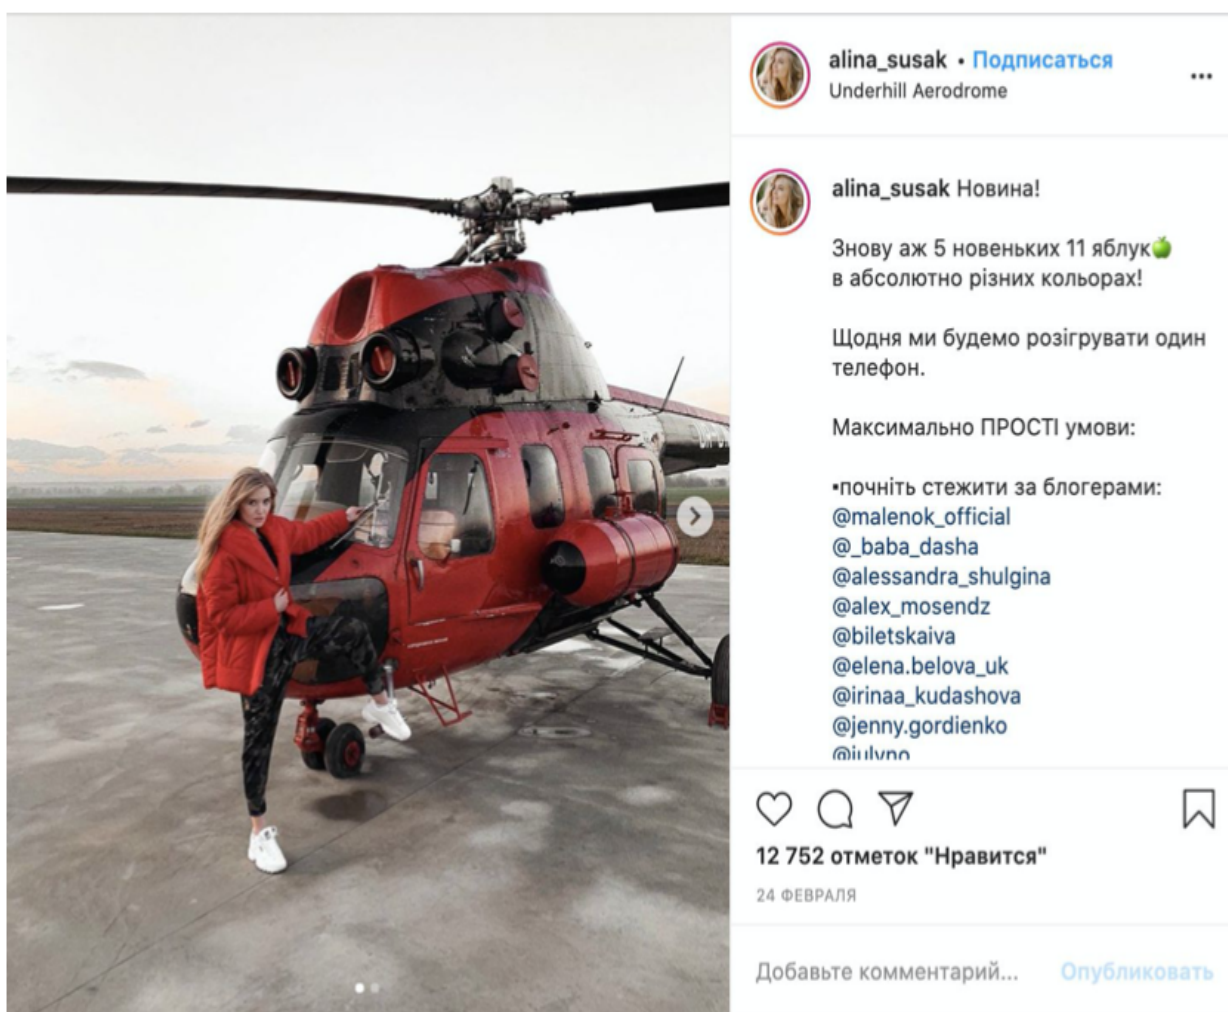 alina_susak • Подписаться
Underhill Aerodrome
alina_susak Новина!
Знову аж 5 новеньких 11 яблук🍏
в абсолютно різних кольорах!
Щодня ми будемо розігрувати один
телефон.
Максимально ПРОСТІ умови:
▪почніть стежити за блогерами:
@malenok_official
@_baba_dasha
@alessandra_shulgina
@alex_mosendz
@biletskaiva
@elena.belova_uk
@irinaa_kudashova
@jenny.gordienko
@julypo
12 752 отметок "Нравится"
24 ФЕВРАЛЯ
Добавьте комментарий... Опубликовать